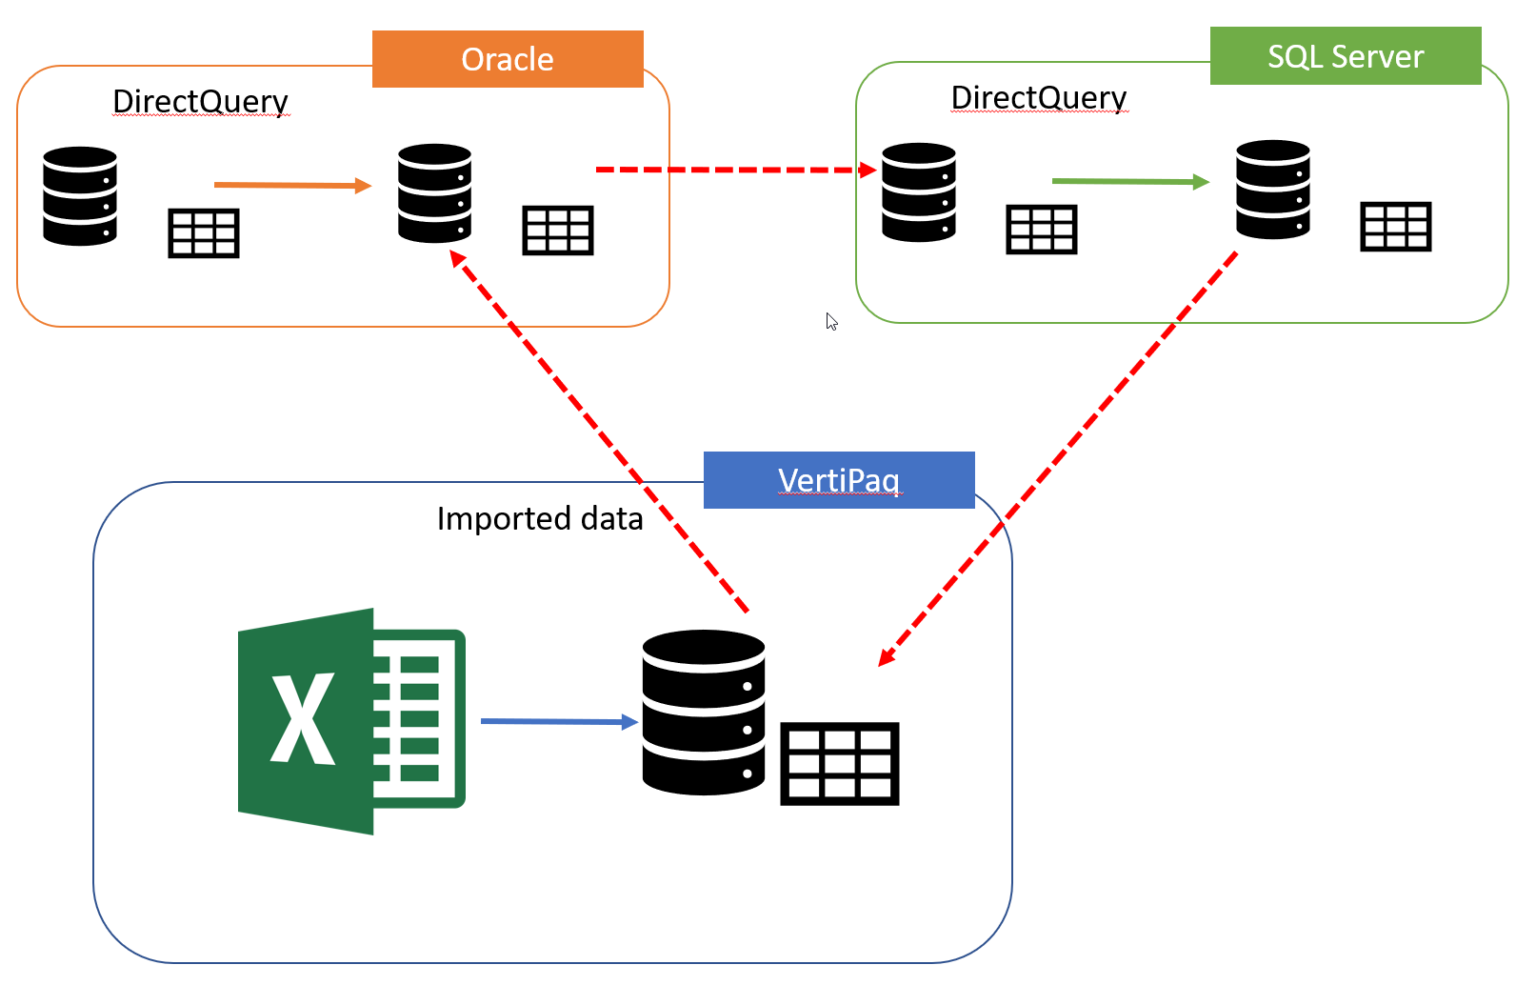 Oracle
SQL Server
DirectQuery
DirectQuery
VertiPaq
Imported data
X